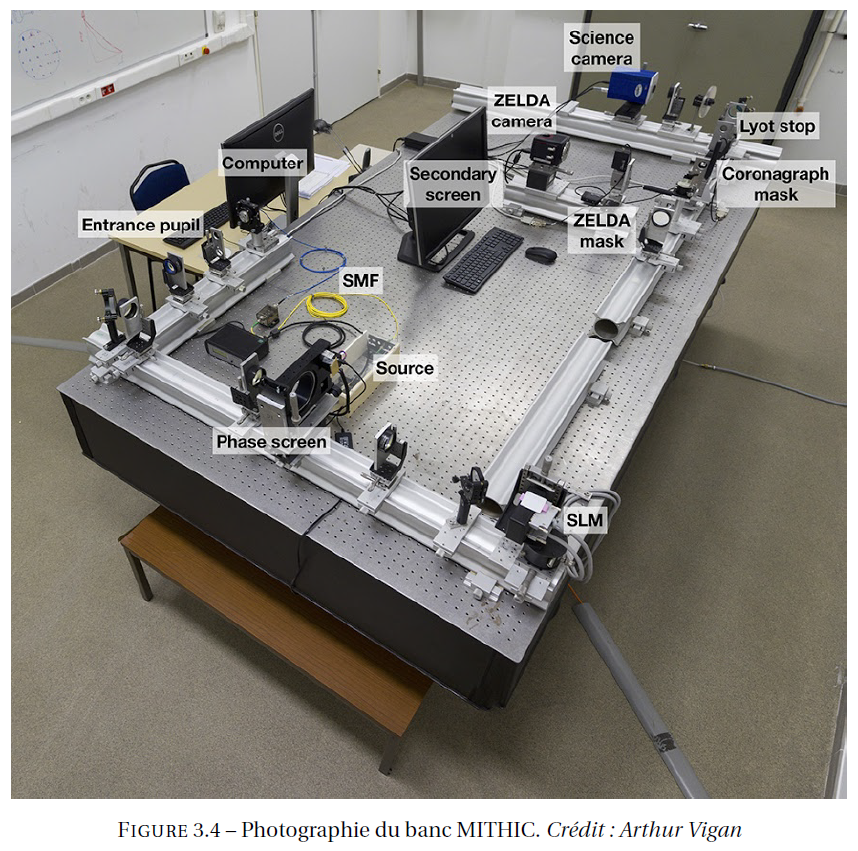 Science
camera
ZELDA
camera
Lyot stop
Computer
Secondary
screen
Coronagraph
mask
Entrance pupil
ZELDA
mask
SMF
Source
Phase screen
SLM
FIGURE 3.4 – Photographie du banc MITHIC. Crédit : Arthur Vigan